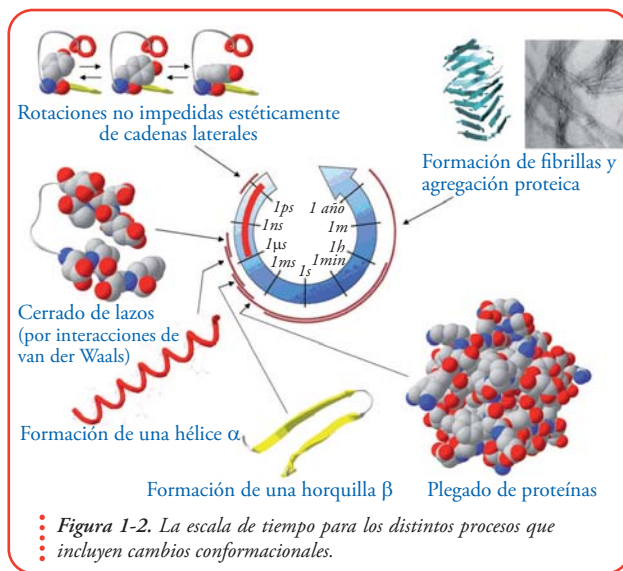 Rotaciones no impedidas estéticamente
de cadenas laterales
Formación de fibrillas y
agregación proteica
1ps
1ns
1μs
1ms
1s
1min
1h
1m
1 año
Cerrado de lazos
(por interacciones de
van der Waals)
Formación de una hélice α
Formación de una horquilla β
Plegado de proteínas
Figura 1-2. La escala de tiempo para los distintos procesos que
incluyen cambios conformacionales.